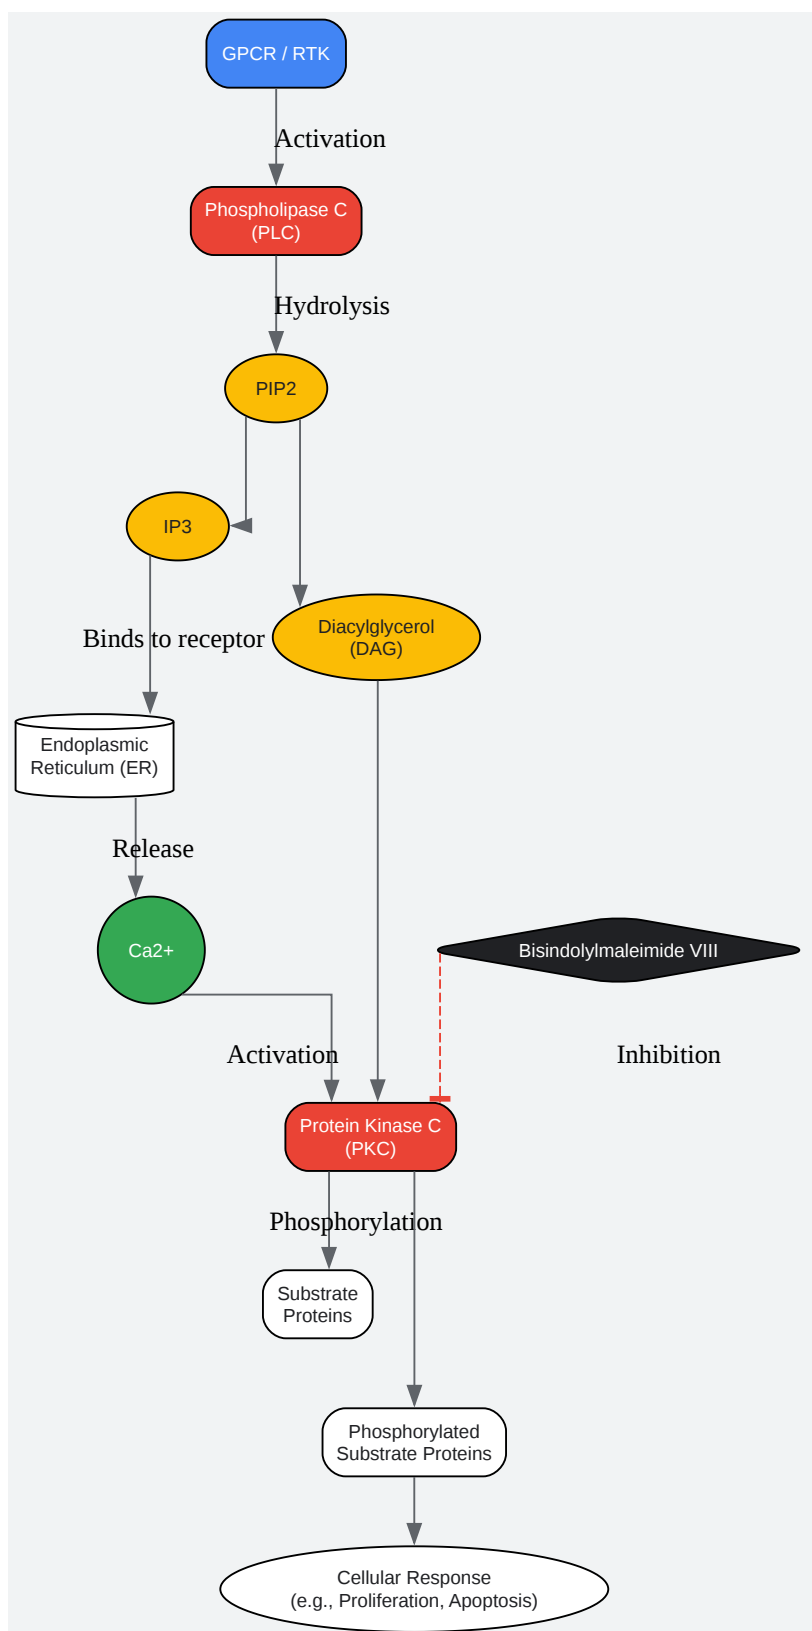 GPCR / RTK
Activation
Phospholipase C
(PLC)
Hydrolysis
PIP2
IP3
Diacylglycerol
(DAG)
Binds to receptor
Endoplasmic
Reticulum (ER)
Release
Ca2+
Bisindolylmaleimide VIII
Activation
Inhibition
Protein Kinase C
(PKC)
Phosphorylation
Substrate
Proteins
Phosphorylated
Substrate Proteins
Cellular Response
(e.g., Proliferation, Apoptosis)